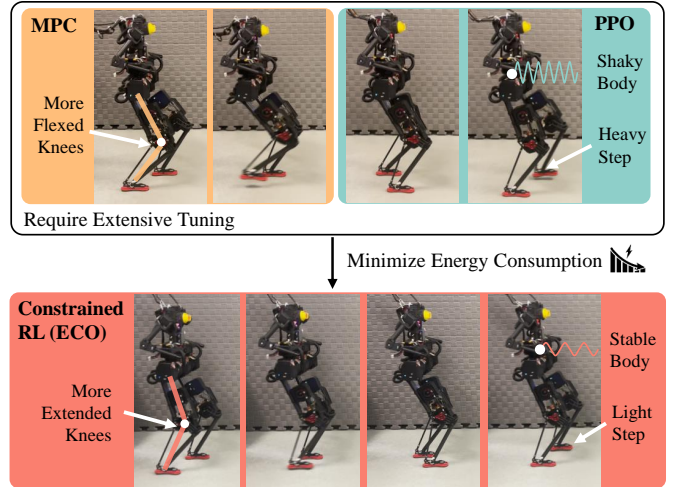 MPC
More
Flexed
Knees
PPO
Shaky
Body
Heavy
Step
Require Extensive Tuning
Minimize Energy Consumption
Constrained
RL (ECO)
More
Extended
Knees
Stable
Body
Light
Step